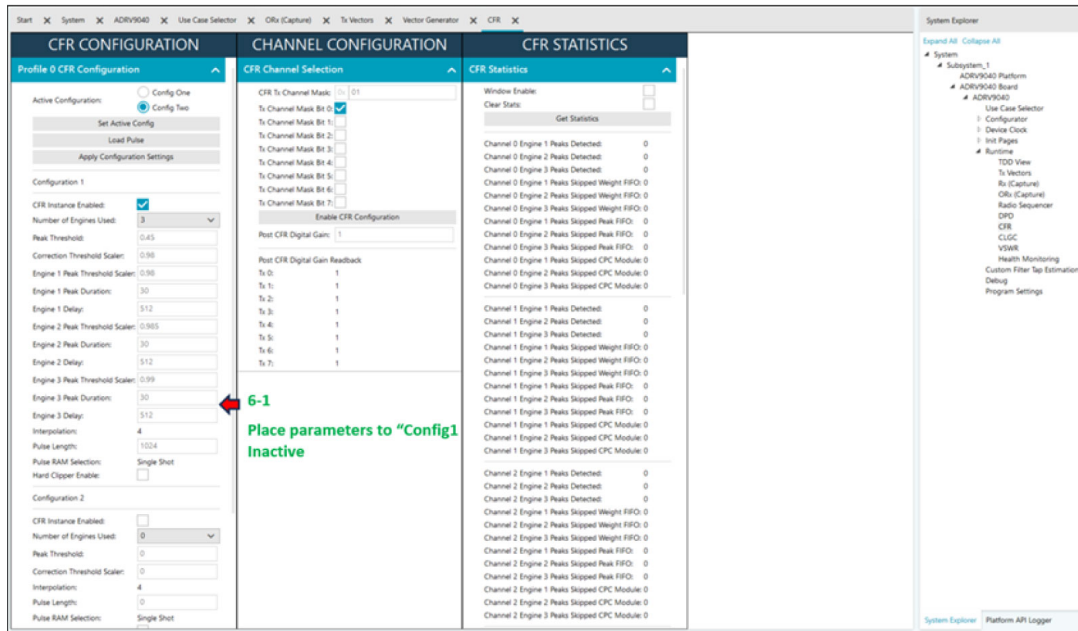 Start
System
ADRV9040
Use Case Selector
ORx (Capture)
Tx Vectors
Vector Generator
CFR
CFR CONFIGURATION
Profile 0 CFR Configuration
Active Configuration:
Config One
Config Two
Set Active Config
Load Pulse
Apply Configuration Settings
Configuration 1
CFR Instance Enabled:
Number of Engines Used: 3
Peak Threshold: 0.45
Correction Threshold Scaler: 0.98
Engine 1 Peak Threshold Scaler: 0.98
Engine 1 Peak Duration: 30
Engine 1 Delay: 512
Engine 2 Peak Threshold Scaler: 0.985
Engine 2 Peak Duration: 30
Engine 2 Delay: 512
Engine 3 Peak Threshold Scaler: 0.99
Engine 3 Peak Duration: 30
Engine 3 Delay: 512
Interpolation: 4
Pulse Length: 1024
Pulse RAM Selection: Single Shot
Hard Clipper Enable:
Configuration 2
CFR Instance Enabled:
Number of Engines Used: 0
Peak Threshold: 0
Correction Threshold Scaler: 0
Interpolation: 4
Pulse Length: 0
Pulse RAM Selection: Single Shot
CHANNEL CONFIGURATION
CFR Channel Selection
CFR Tx Channel Mask: 0x 01
Tx Channel Mask Bit 0:
Tx Channel Mask Bit 1:
Tx Channel Mask Bit 2:
Tx Channel Mask Bit 3:
Tx Channel Mask Bit 4:
Tx Channel Mask Bit 5:
Tx Channel Mask Bit 6:
Tx Channel Mask Bit 7:
Enable CFR Configuration
Post CFR Digital Gain: 1
Post CFR Digital Gain Readback
Tx 0: 1
Tx 1: 1
Tx 2: 1
Tx 3: 1
Tx 4: 1
Tx 5: 1
Tx 6: 1
Tx 7: 1
6-1
Place parameters to “Config1
Inactive
CFR STATISTICS
CFR Statistics
Window Enable:
Clear Stats:
Get Statistics
Channel 0 Engine 1 Peaks Detected: 0
Channel 0 Engine 2 Peaks Detected: 0
Channel 0 Engine 3 Peaks Detected: 0
Channel 0 Engine 1 Peaks Skipped Weight FIFO: 0
Channel 0 Engine 2 Peaks Skipped Weight FIFO: 0
Channel 0 Engine 3 Peaks Skipped Weight FIFO: 0
Channel 0 Engine 1 Peaks Skipped Peak FIFO: 0
Channel 0 Engine 2 Peaks Skipped Peak FIFO: 0
Channel 0 Engine 3 Peaks Skipped Peak FIFO: 0
Channel 0 Engine 1 Peaks Skipped CPC Module: 0
Channel 0 Engine 2 Peaks Skipped CPC Module: 0
Channel 0 Engine 3 Peaks Skipped CPC Module: 0
Channel 1 Engine 1 Peaks Detected: 0
Channel 1 Engine 2 Peaks Detected: 0
Channel 1 Engine 3 Peaks Detected: 0
Channel 1 Engine 1 Peaks Skipped Weight FIFO: 0
Channel 1 Engine 2 Peaks Skipped Weight FIFO: 0
Channel 1 Engine 3 Peaks Skipped Weight FIFO: 0
Channel 1 Engine 1 Peaks Skipped Peak FIFO: 0
Channel 1 Engine 2 Peaks Skipped Peak FIFO: 0
Channel 1 Engine 3 Peaks Skipped Peak FIFO: 0
Channel 1 Engine 1 Peaks Skipped CPC Module: 0
Channel 1 Engine 2 Peaks Skipped CPC Module: 0
Channel 1 Engine 3 Peaks Skipped CPC Module: 0
Channel 2 Engine 1 Peaks Detected: 0
Channel 2 Engine 2 Peaks Detected: 0
Channel 2 Engine 3 Peaks Detected: 0
Channel 2 Engine 1 Peaks Skipped Weight FIFO: 0
Channel 2 Engine 2 Peaks Skipped Weight FIFO: 0
Channel 2 Engine 3 Peaks Skipped Weight FIFO: 0
Channel 2 Engine 1 Peaks Skipped Peak FIFO: 0
Channel 2 Engine 2 Peaks Skipped Peak FIFO: 0
Channel 2 Engine 3 Peaks Skipped Peak FIFO: 0
Channel 2 Engine 1 Peaks Skipped CPC Module: 0
Channel 2 Engine 2 Peaks Skipped CPC Module: 0
Channel 2 Engine 3 Peaks Skipped CPC Module: 0
System Explorer
Expand All Collapse All
System
Subsystem_1
ADRV9040 Platform
ADRV9040 Board
ADRV9040
Use Case Selector
Configurator
Device Clock
Init Pages
Runtime
TDD View
Tx Vectors
Rx (Capture)
ORx (Capture)
Radio Sequencer
DPD
CFR
CLGC
VSWR
Health Monitoring
Custom Filter Tap Estimation
Debug
Program Settings
System Explorer
Platform API Logger